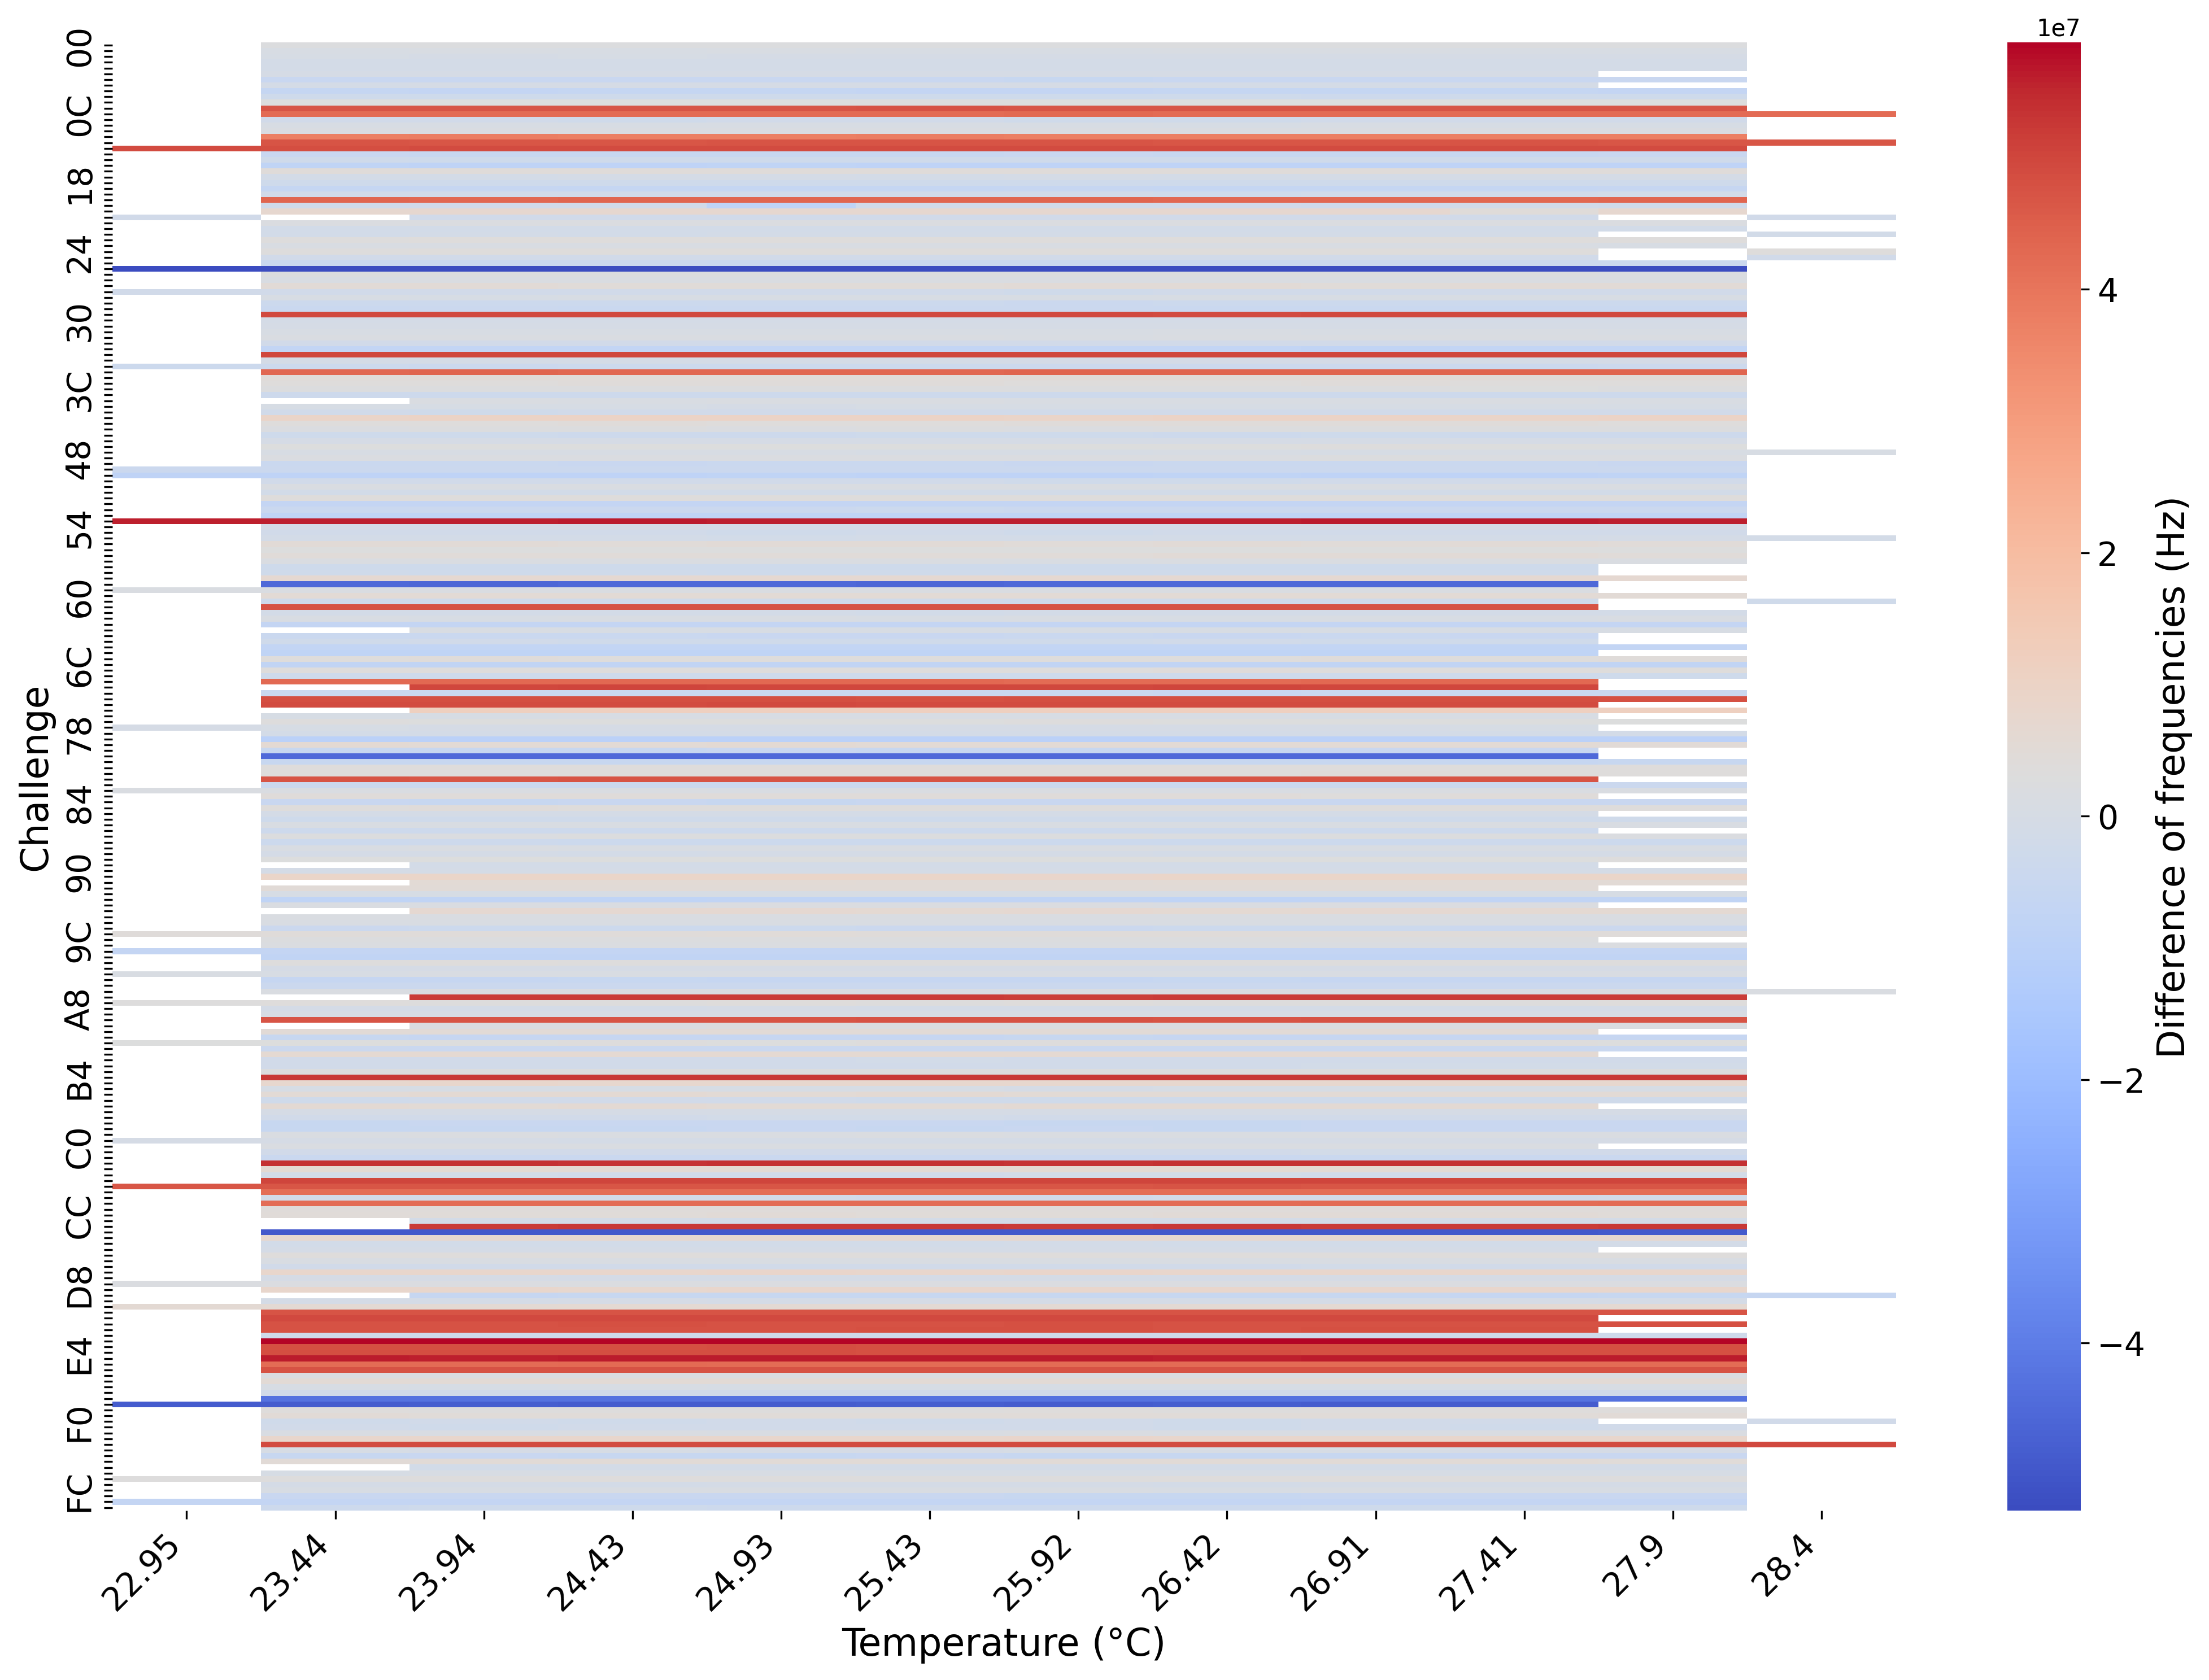 1e7
00
0C
18
24
30
3C
48
54
60
6C
78
84
90
9C
A8
B4
C0
CC
D8
E4
F0
FC
Challenge
22.95
23.44
23.94
24.43
24.93
25.43
25.92
26.42
26.91
27.41
27.9
28.4
Temperature (°C)
4
2
0
−2
−4
Difference of frequencies (Hz)